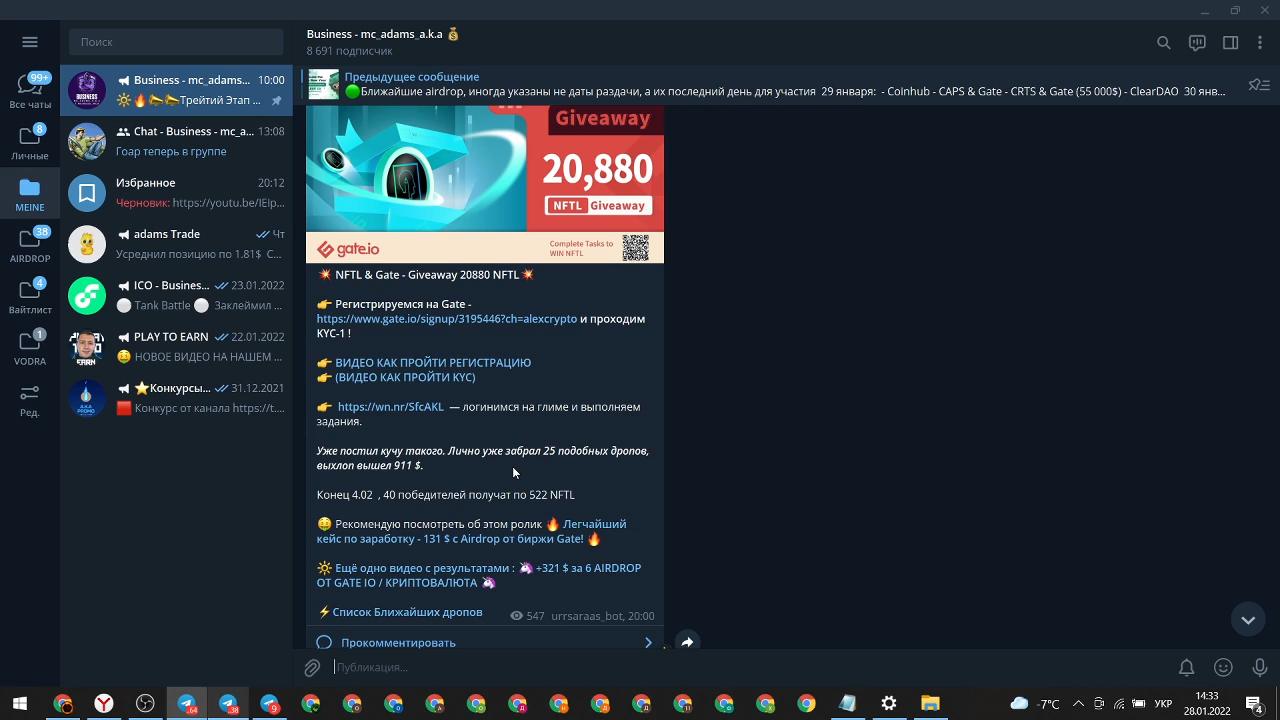 Поиск
Business - mc_adams_a.k.a
8 691 подписчик
Предыдущее сообщение
Ближайшие airdrop, иногда указаны не даты раздачи, а их последний день для участия 29 января: - Coinhub - CAPS & Gate - CRTS & Gate (55 000$) - ClearDAO 30 янв...
99+
Все чаты
8
Личные
MEINE
38
AIRDROP
4
Вайтлист
1
VODRA
Ред.
BUSINESS
Business - mc_adams... 10:00
Трейтий Этап ...
Chat - Business - mc_a... 13:08
Гоар теперь в группе
Избранное 20:12
Черновик: https://youtu.be/IEIp...
adams Trade Чт
Усреднил позицию по 1.81$ С...
ICO - Busines... 23.01.2022
Tank Battle Заклеймил ...
PLAY TO EARN 22.01.2022
НОВОЕ ВИДЕО НА НАШЕМ ...
EARN
Конкурсы... 31.12.2021
Конкурс от канала https://t....
A.K.A
PROMO
Giveaway
20,880
NFTL Giveaway
gate.io
Complete Tasks to
WIN NFTL
NFTL & Gate - Giveaway 20880 NFTL
Регистрируемся на Gate -
https://www.gate.io/signup/3195446?ch=alexcrypto и проходим
KYC-1 !
ВИДЕО КАК ПРОЙТИ РЕГИСТРАЦИЮ
(ВИДЕО КАК ПРОЙТИ KYC)
https://wn.nr/SfcAKL — логинимся на глиме и выполняем
задания.
Уже постил кучу такого. Лично уже забрал 25 подобных дропов,
выхлоп вышел 911 $.
Конец 4.02 , 40 победителей получат по 522 NFTL
Рекомендую посмотреть об этом ролик Легчайший
кейс по заработку - 131 $ с Airdrop от биржи Gate!
Ещё одно видео с результатами : +321 $ за 6 AIRDROP
ОТ GATE IO / КРИПТОВАЛЮТА
Список Ближайших дропов 547 urrsaraas_bot, 20:00
Прокомментировать
Публикация...
64
38
9
-7°C
УКР
14:33
28.01.2022
4